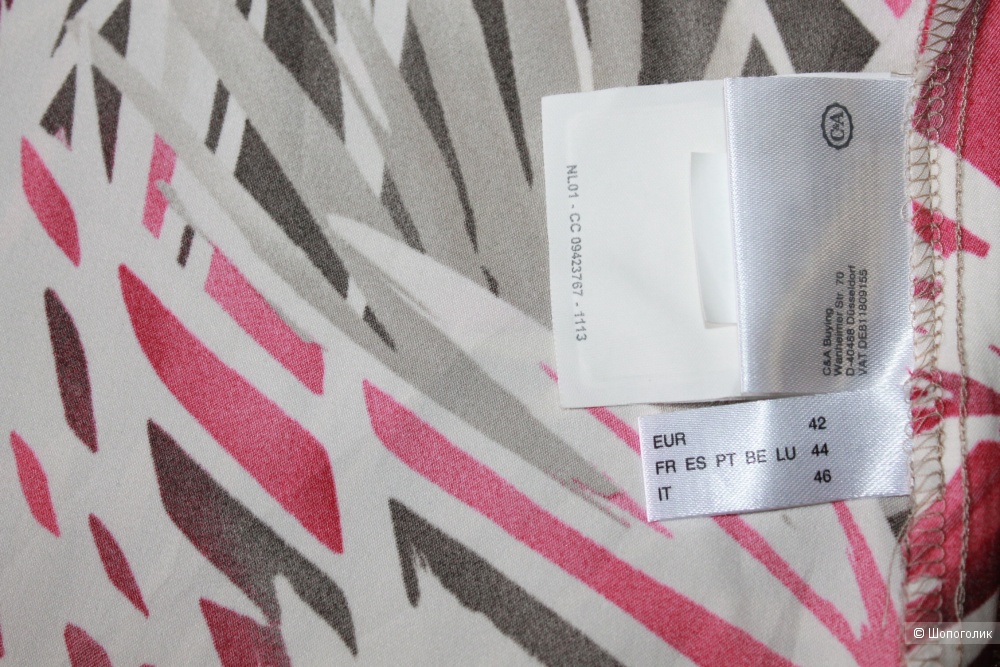 NL01 - CC 09423767 - 1113
C&A
C&A Buying
Wanheimer Str. 70
D-40468 Düsseldorf
VAT DE811809155
EUR 42
FR ES PT BE LU 44
IT 46
© Шопоголик